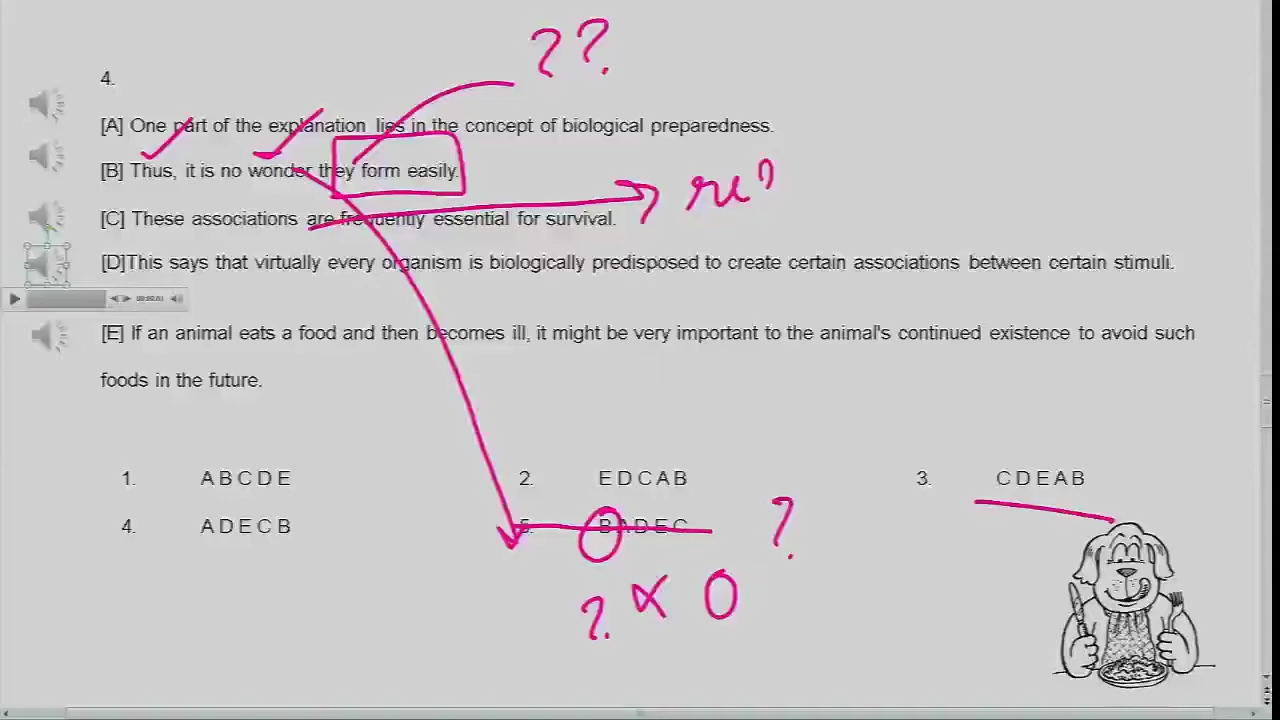 ??
4.
[A] One part of the explanation lies in the concept of biological preparedness.
[B] Thus, it is no wonder they form easily.
[C] These associations are frequently essential for survival.
[D]This says that virtually every organism is biologically predisposed to create certain associations between certain stimuli.
[E] If an animal eats a food and then becomes ill, it might be very important to the animal's continued existence to avoid such
foods in the future.
1. A B C D E 2. E D C A B 3. C D E A B
4. A D E C B 5. B A D E C ?
?